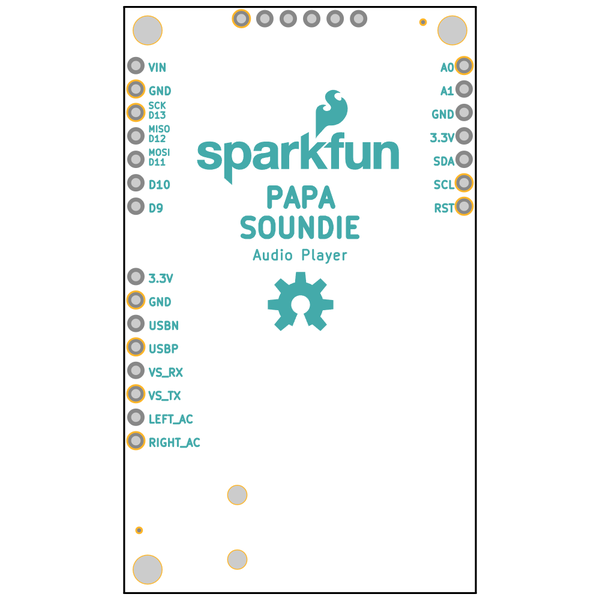 VIN
GND
SCK
D13
MISO
D12
MOSI
D11
D10
D9
A0
A1
GND
3.3V
SDA
SCL
RST
sparkfun
PAPA
SOUNDIE
Audio Player
3.3V
GND
USBN
USBP
VS_RX
VS_TX
LEFT_AC
RIGHT_AC